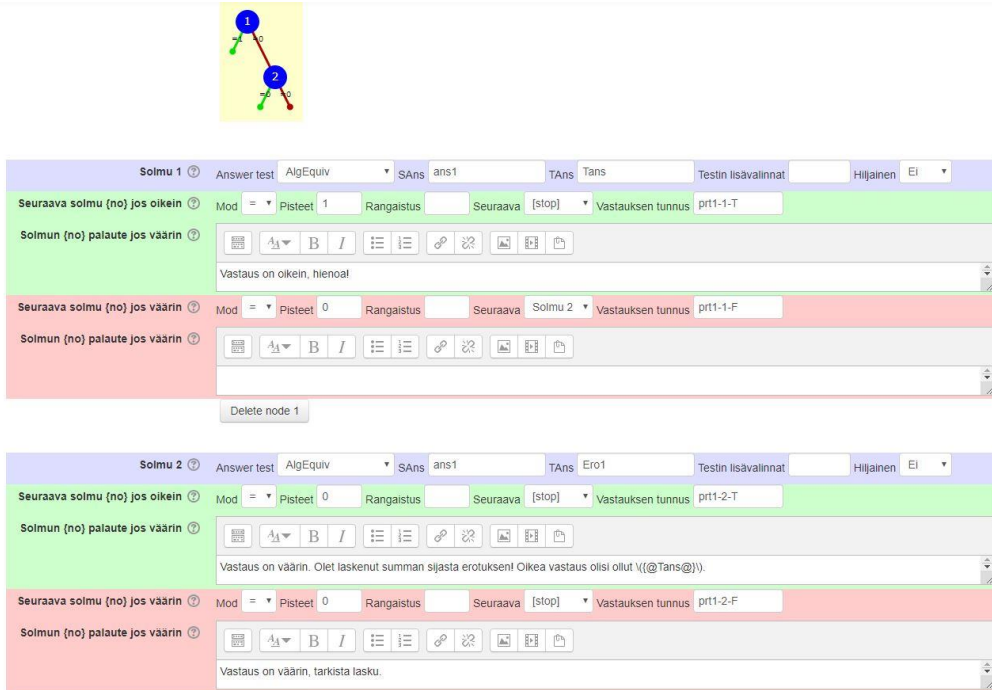 1
=1 =0
2
=0 =0
Solmu 1 Answer test AlgEquiv SAns ans1 TAns Tans Testin lisävalinnat Hiljainen Ei
Seuraava solmu {no} jos oikein Mod = Pisteet 1 Rangaistus Seuraava [stop] Vastauksen tunnus prt1-1-T
Solmun {no} palaute jos väärin
Vastaus on oikein, hienoa!
Seuraava solmu {no} jos väärin Mod = Pisteet 0 Rangaistus Seuraava Solmu 2 Vastauksen tunnus prt1-1-F
Solmun {no} palaute jos väärin
Delete node 1
Solmu 2 Answer test AlgEquiv SAns ans1 TAns Ero1 Testin lisävalinnat Hiljainen Ei
Seuraava solmu {no} jos oikein Mod = Pisteet 0 Rangaistus Seuraava [stop] Vastauksen tunnus prt1-2-T
Solmun {no} palaute jos väärin
Vastaus on väärin. Olet laskenut summan sijasta erotuksen! Oikea vastaus olisi ollut \({@Tans@}\).
Seuraava solmu {no} jos väärin Mod = Pisteet 0 Rangaistus Seuraava [stop] Vastauksen tunnus prt1-2-F
Solmun {no} palaute jos väärin
Vastaus on väärin, tarkista lasku.